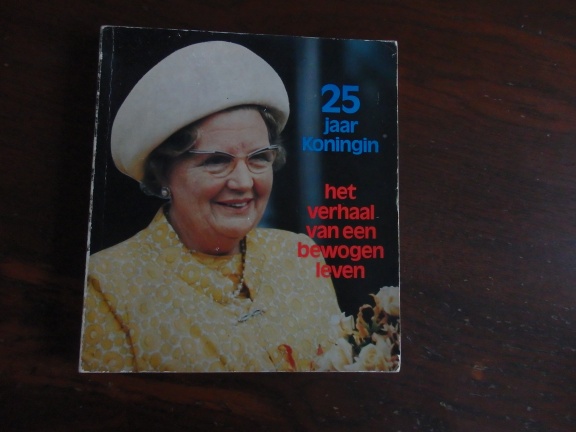 25
jaar
Koningin
het
verhaal
van een
bewogen
leven